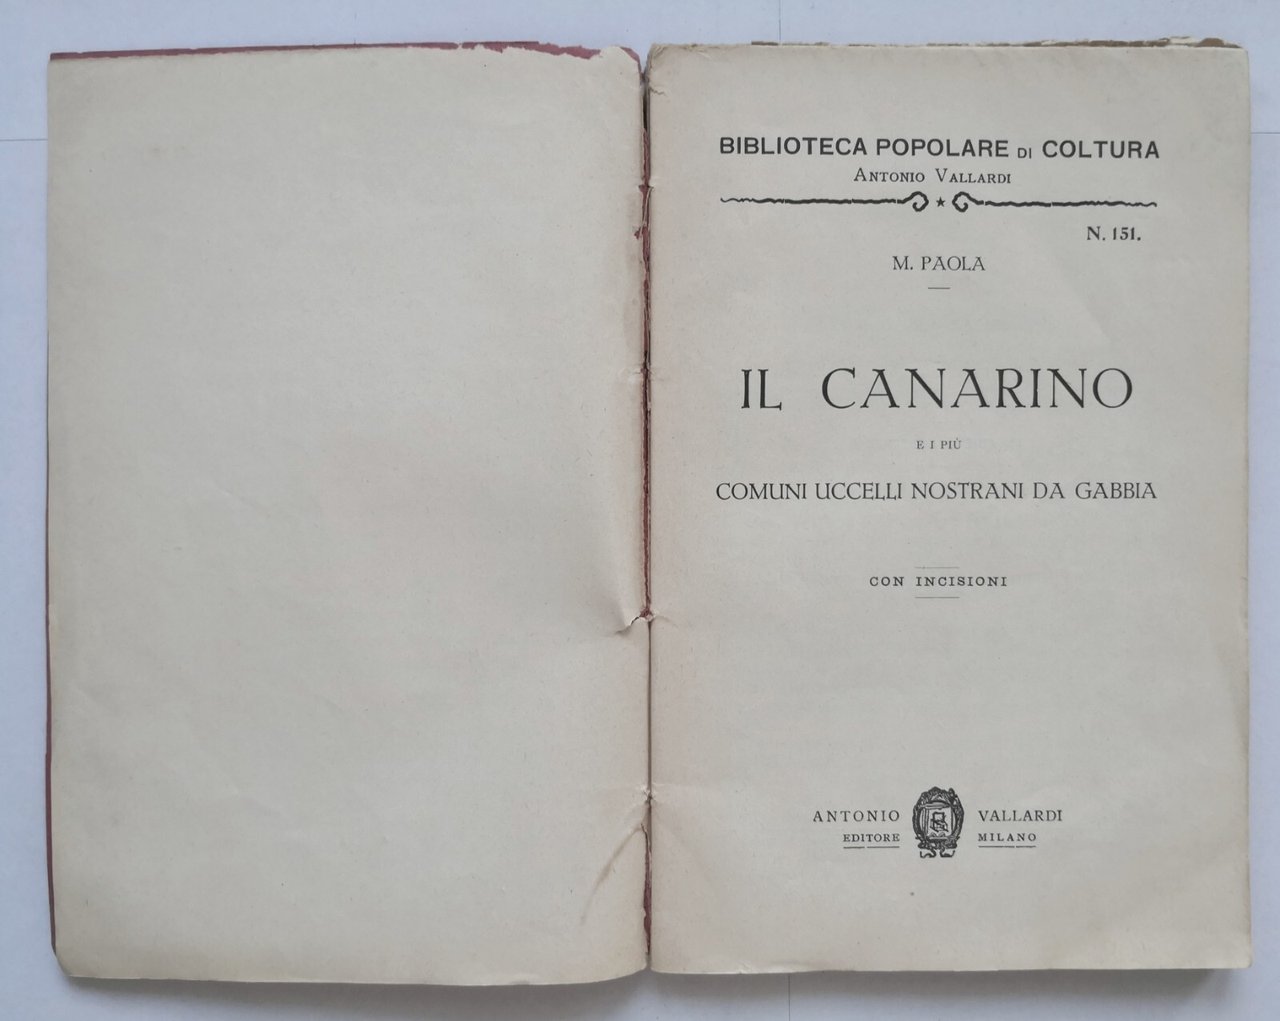 BIBLIOTECA POPOLARE DI COLTURA
ANTONIO VALLARDI
N. 151.
M. PAOLA
IL CANARINO
E I PIÙ
COMUNI UCCELLI NOSTRANI DA GABBIA
CON INCISIONI
ANTONIO VALLARDI
EDITORE MILANO